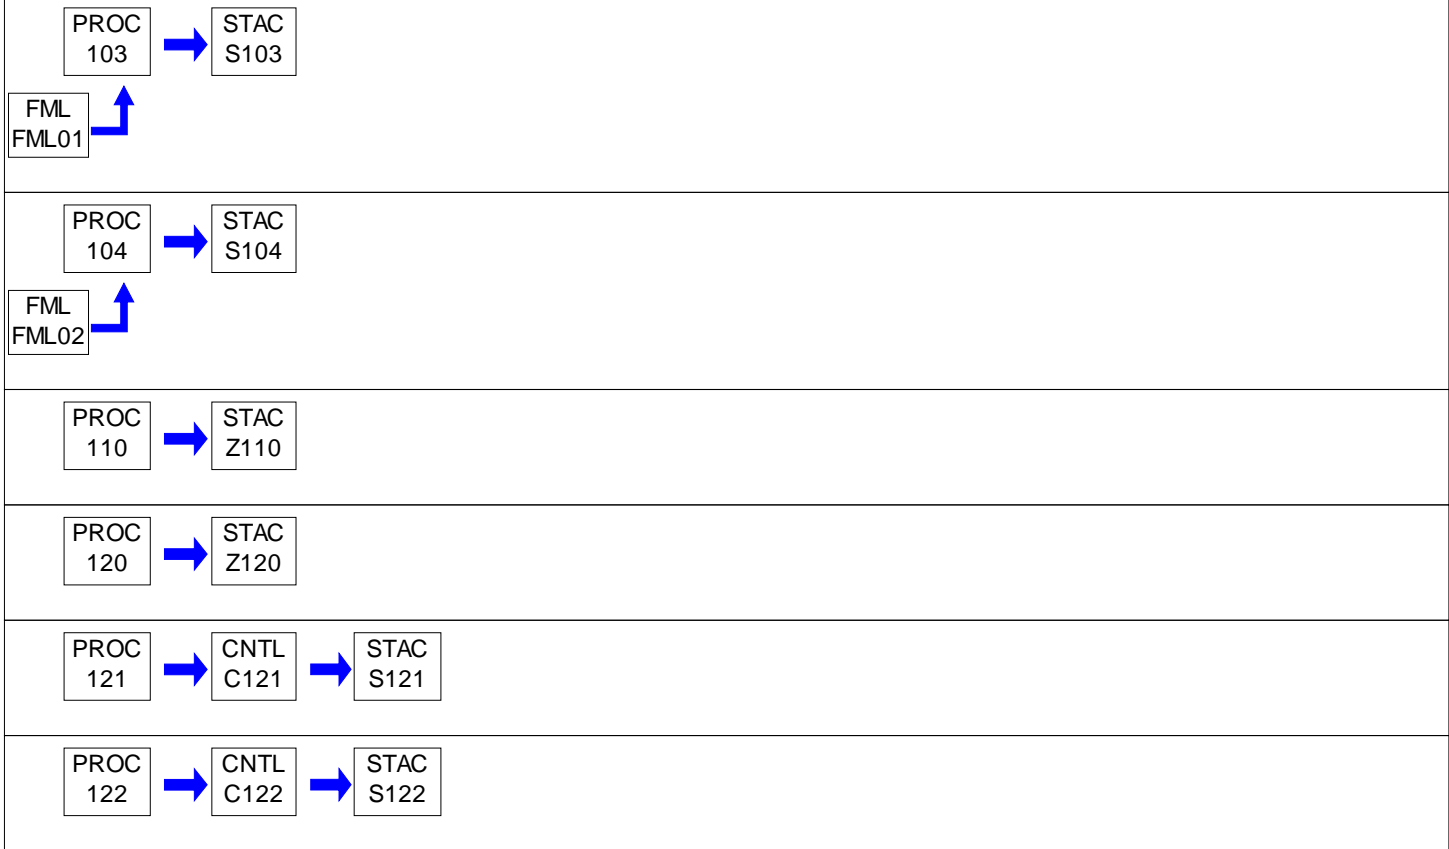 PROC
103
STAC
S103
FML
FML01
PROC
104
STAC
S104
FML
FML02
PROC
110
STAC
Z110
PROC
120
STAC
Z120
PROC
121
CNTL
C121
STAC
S121
PROC
122
CNTL
C122
STAC
S122